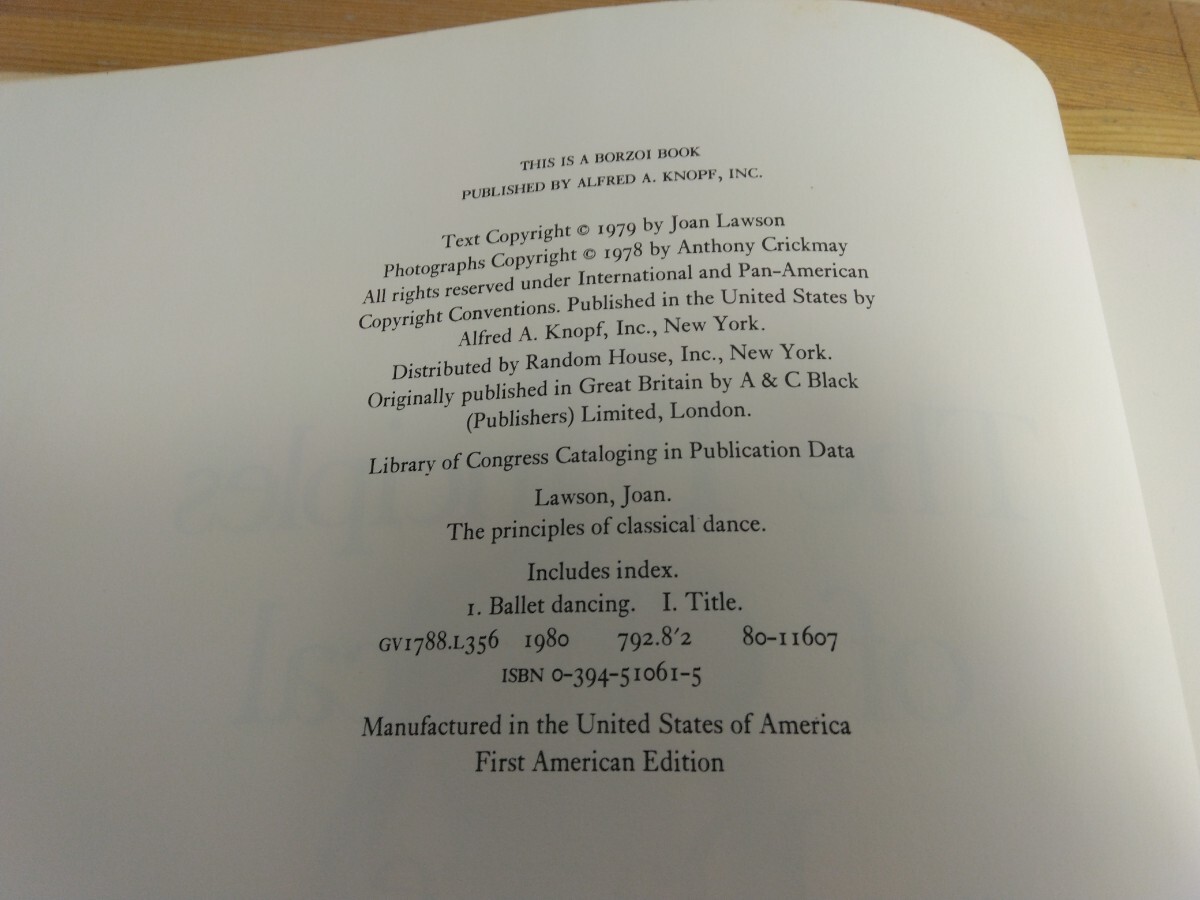 THIS IS A BORZOI BOOK
PUBLISHED BY ALFRED A. KNOPF, INC.
Text Copyright © 1979 by Joan Lawson
Photographs Copyright © 1978 by Anthony Crickmay
All rights reserved under International and Pan-American
Copyright Conventions. Published in the United States by
Alfred A. Knopf, Inc., New York.
Distributed by Random House, Inc., New York.
Originally published in Great Britain by A & C Black
(Publishers) Limited, London.
Library of Congress Cataloging in Publication Data
Lawson, Joan.
The principles of classical dance.
Includes index.
1. Ballet dancing. I. Title.
GV1788.L356 1980 792.8'2 80-11607
ISBN 0-394-51061-5
Manufactured in the United States of America
First American Edition